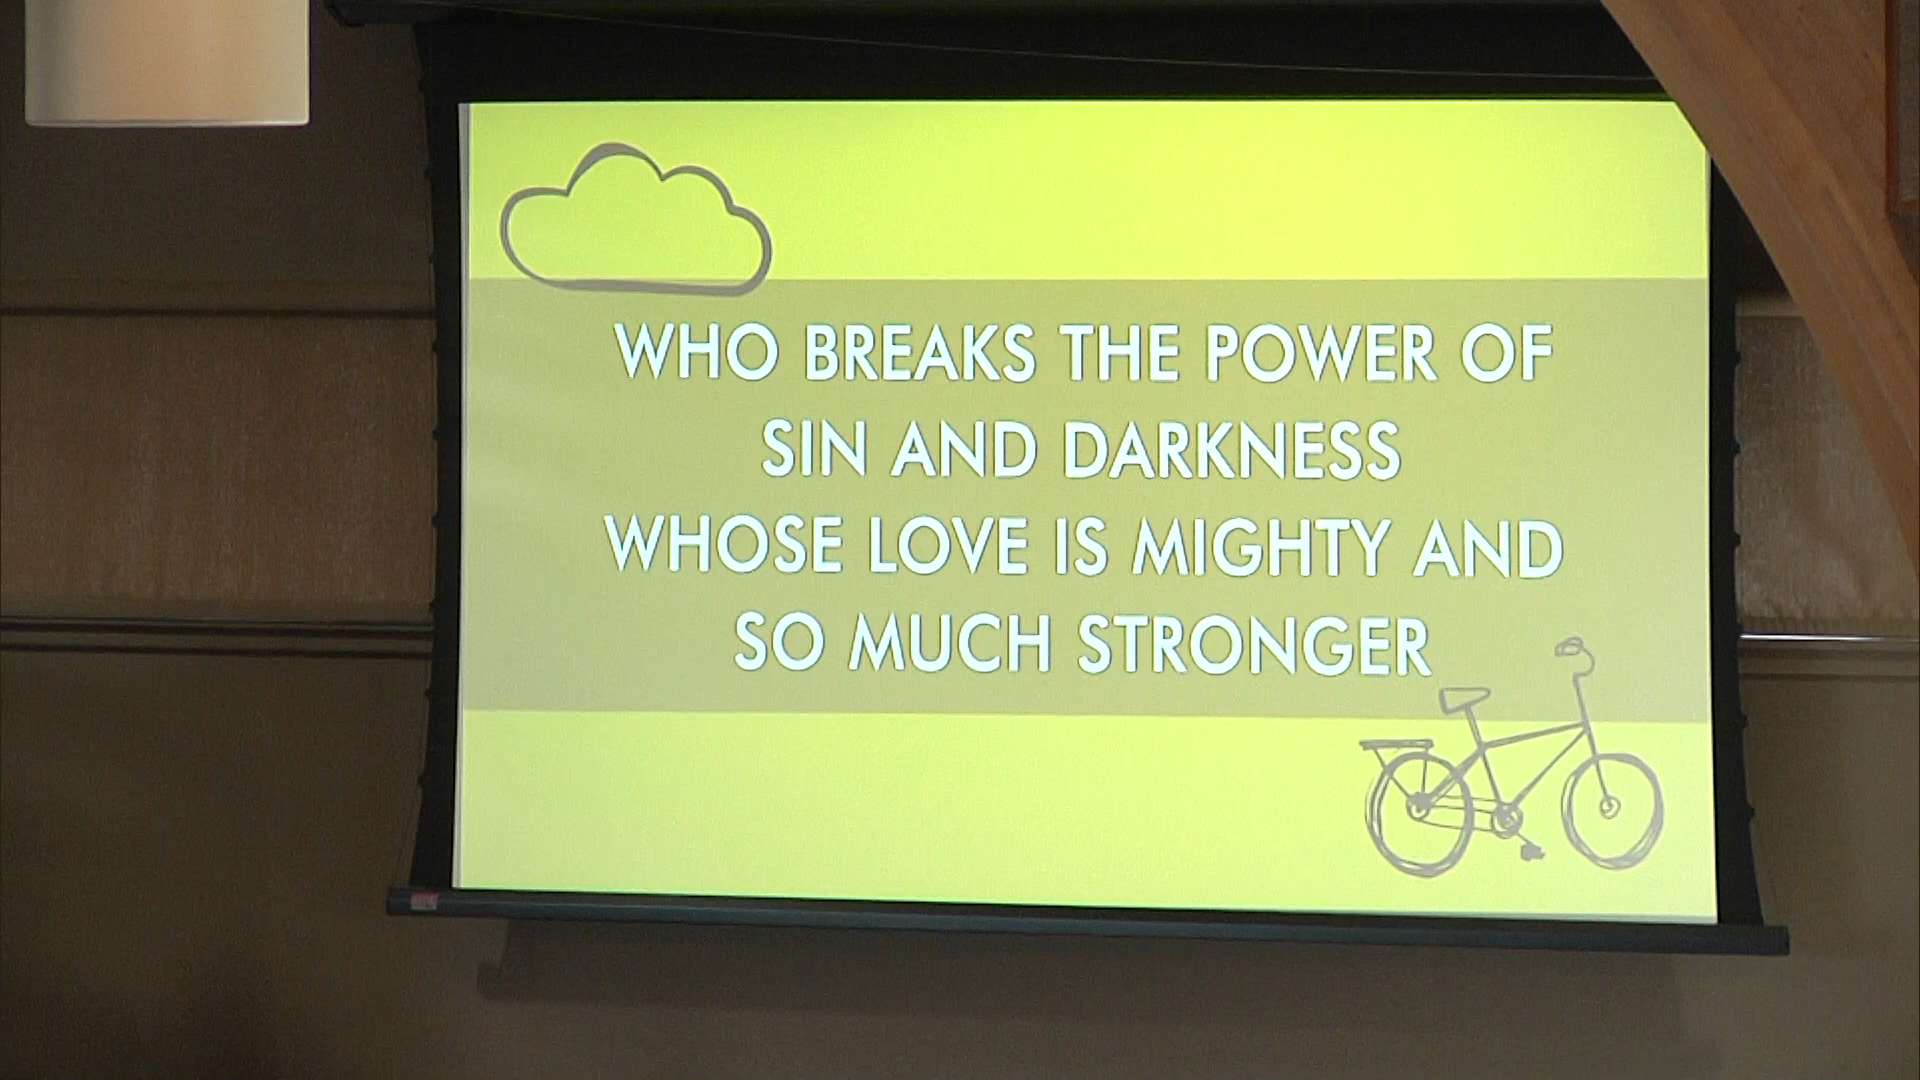 WHO BREAKS THE POWER OF
SIN AND DARKNESS
WHOSE LOVE IS MIGHTY AND
SO MUCH STRONGER